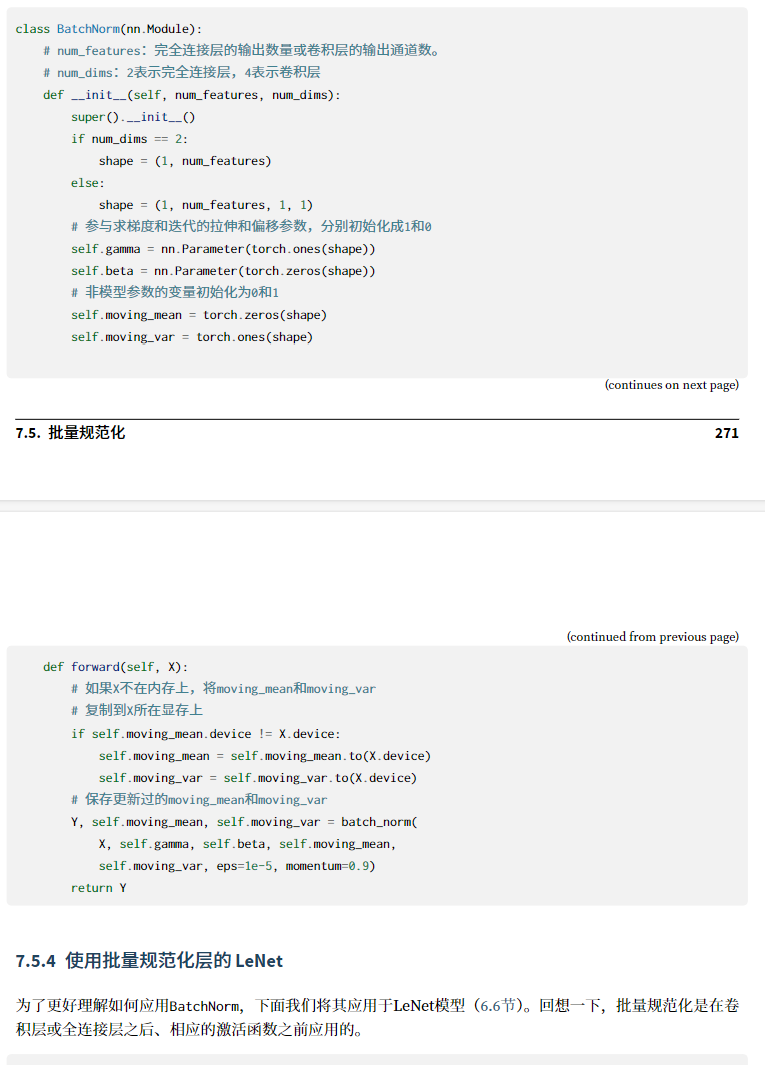 class BatchNorm(nn.Module):
    # num_features：完全连接层的输出数量或卷积层的输出通道数。
    # num_dims：2表示完全连接层，4表示卷积层
    def __init__(self, num_features, num_dims):
        super().__init__()
        if num_dims == 2:
            shape = (1, num_features)
        else:
            shape = (1, num_features, 1, 1)
        # 参与求梯度和迭代的拉伸和偏移参数，分别初始化成1和0
        self.gamma = nn.Parameter(torch.ones(shape))
        self.beta = nn.Parameter(torch.zeros(shape))
        # 非模型参数的变量初始化为0和1
        self.moving_mean = torch.zeros(shape)
        self.moving_var = torch.ones(shape)
(continues on next page)
7.5. 批量规范化 271
(continued from previous page)
    def forward(self, X):
        # 如果X不在内存上，将moving_mean和moving_var
        # 复制到X所在显存上
        if self.moving_mean.device != X.device:
            self.moving_mean = self.moving_mean.to(X.device)
            self.moving_var = self.moving_var.to(X.device)
        # 保存更新过的moving_mean和moving_var
        Y, self.moving_mean, self.moving_var = batch_norm(
            X, self.gamma, self.beta, self.moving_mean,
            self.moving_var, eps=1e-5, momentum=0.9)
        return Y
7.5.4 使用批量规范化层的 LeNet
为了更好理解如何应用BatchNorm，下面我们将其应用于LeNet模型（6.6节）。回想一下，批量规范化是在卷
积层或全连接层之后、相应的激活函数之前应用的。